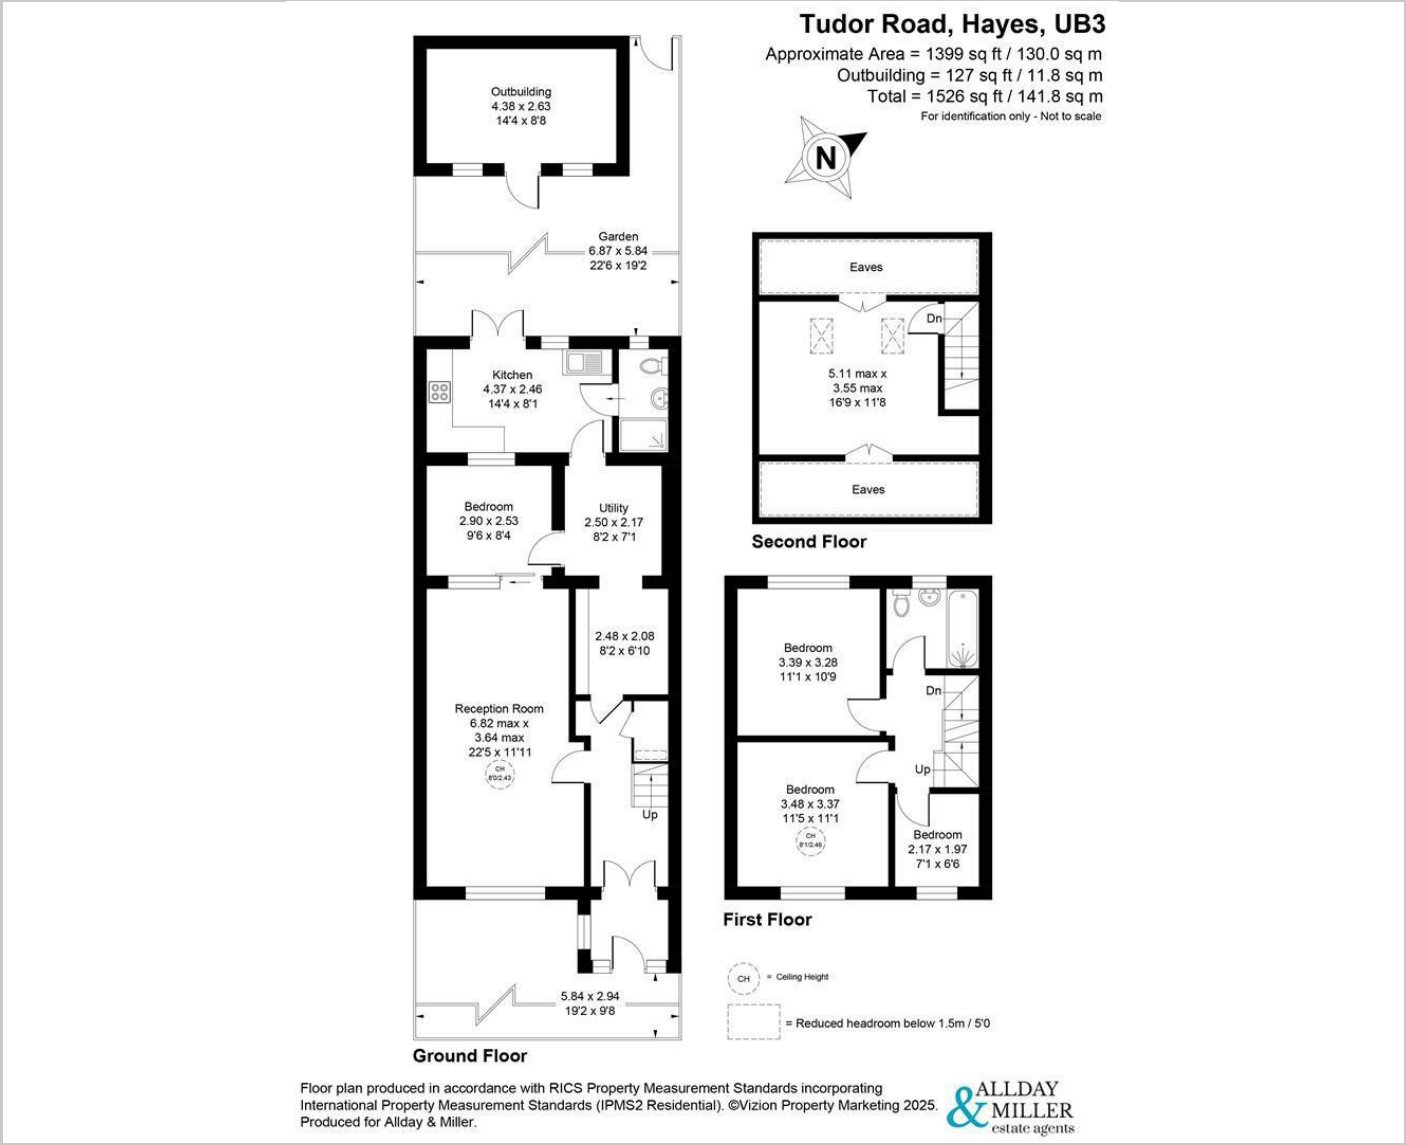 Tudor Road, Hayes, UB3
Approximate Area = 1399 sq ft / 130.0 sq m
Outbuilding = 127 sq ft / 11.8 sq m
Total = 1526 sq ft / 141.8 sq m
For identification only - Not to scale
N
Outbuilding
4.38 x 2.63
14'4 x 8'8
Garden
6.87 x 5.84
22'6 x 19'2
Kitchen
4.37 x 2.46
14'4 x 8'1
Bedroom
2.90 x 2.53
9'6 x 8'4
Utility
2.50 x 2.17
8'2 x 7'1
2.48 x 2.08
8'2 x 6'10
Reception Room
6.82 max x
3.64 max
22'5 x 11'11
CH
8'0/2.43
Up
5.84 x 2.94
19'2 x 9'8
Ground Floor
Eaves
Dn
5.11 max x
3.55 max
16'9 x 11'8
Eaves
Second Floor
Bedroom
3.39 x 3.28
11'1 x 10'9
Dn
Up
Bedroom
3.48 x 3.37
11'5 x 11'1
CH
8'1/2.46
Bedroom
2.17 x 1.97
7'1 x 6'6
First Floor
CH = Ceiling Height
= Reduced headroom below 1.5m / 5'0
Floor plan produced in accordance with RICS Property Measurement Standards incorporating
International Property Measurement Standards (IPMS2 Residential). ©Vizion Property Marketing 2025.
Produced for Allday & Miller.
ALLDAY
& MILLER
estate agents